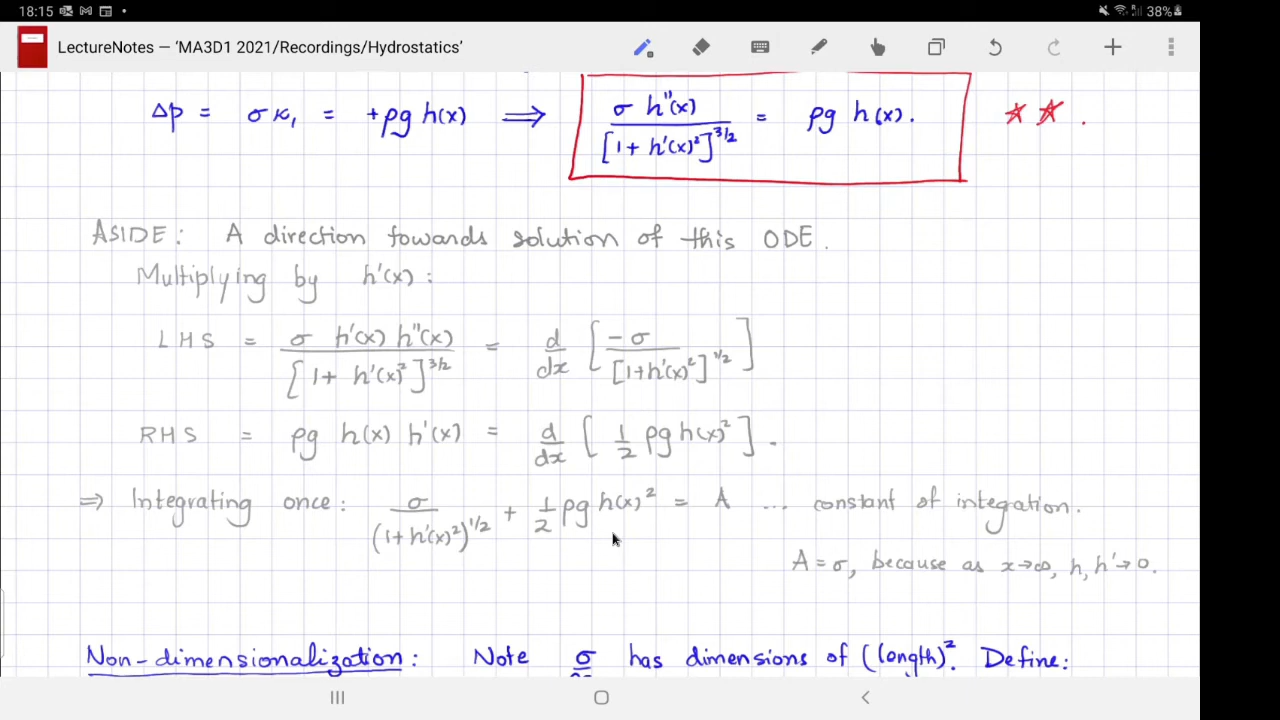 18:15 38%
LectureNotes — ‘MA3D1 2021/Recordings/Hydrostatics’
Δp = σ κ₁ = +ρg h(x) ⟹ σ h''(x) / [1 + h'(x)²]^3/2 = ρg h(x). ☆ ☆ .
ASIDE: A direction towards solution of this ODE.
Multiplying by h'(x) :
LHS = σ h'(x) h''(x) / [1 + h'(x)²]^3/2 = d/dx [ -σ / [1+h'(x)²]^1/2 ]
RHS = ρg h(x) h'(x) = d/dx [ 1/2 ρg h(x)² ] .
⇒ Integrating once: σ / (1+h'(x)²)^1/2 + 1/2 ρg h(x)² = A ... constant of integration.
A = σ, because as x→∞, h, h'→0.
Non-dimensionalization: Note σ has dimensions of (length)². Define: